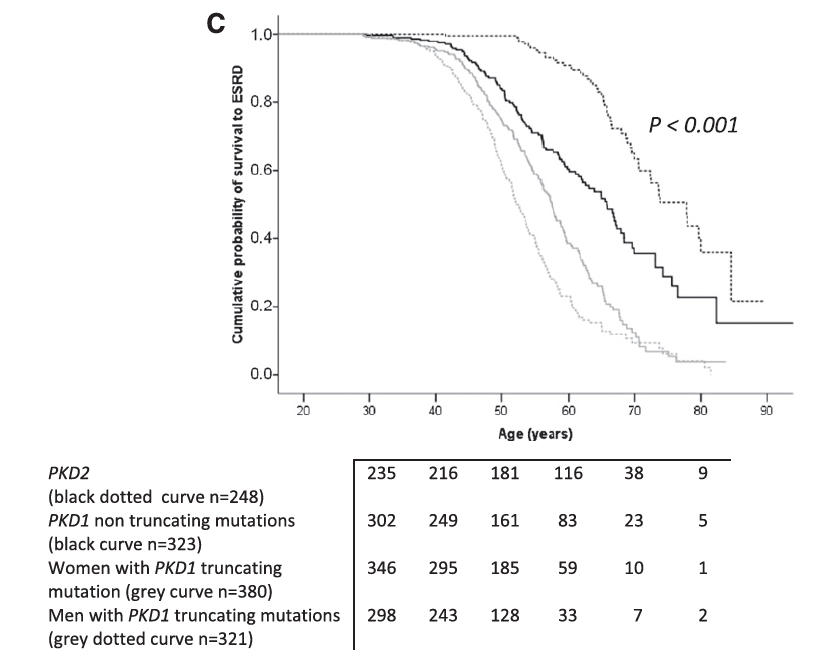 C
Cumulative probability of survival to ESRD
1.0
0.8
0.6
0.4
0.2
0.0
P < 0.001
20 30 40 50 60 70 80 90
Age (years)
PKD2 235 216 181 116 38 9
(black dotted curve n=248)
PKD1 non truncating mutations 302 249 161 83 23 5
(black curve n=323)
Women with PKD1 truncating 346 295 185 59 10 1
mutation (grey curve n=380)
Men with PKD1 truncating mutations 298 243 128 33 7 2
(grey dotted curve n=321)